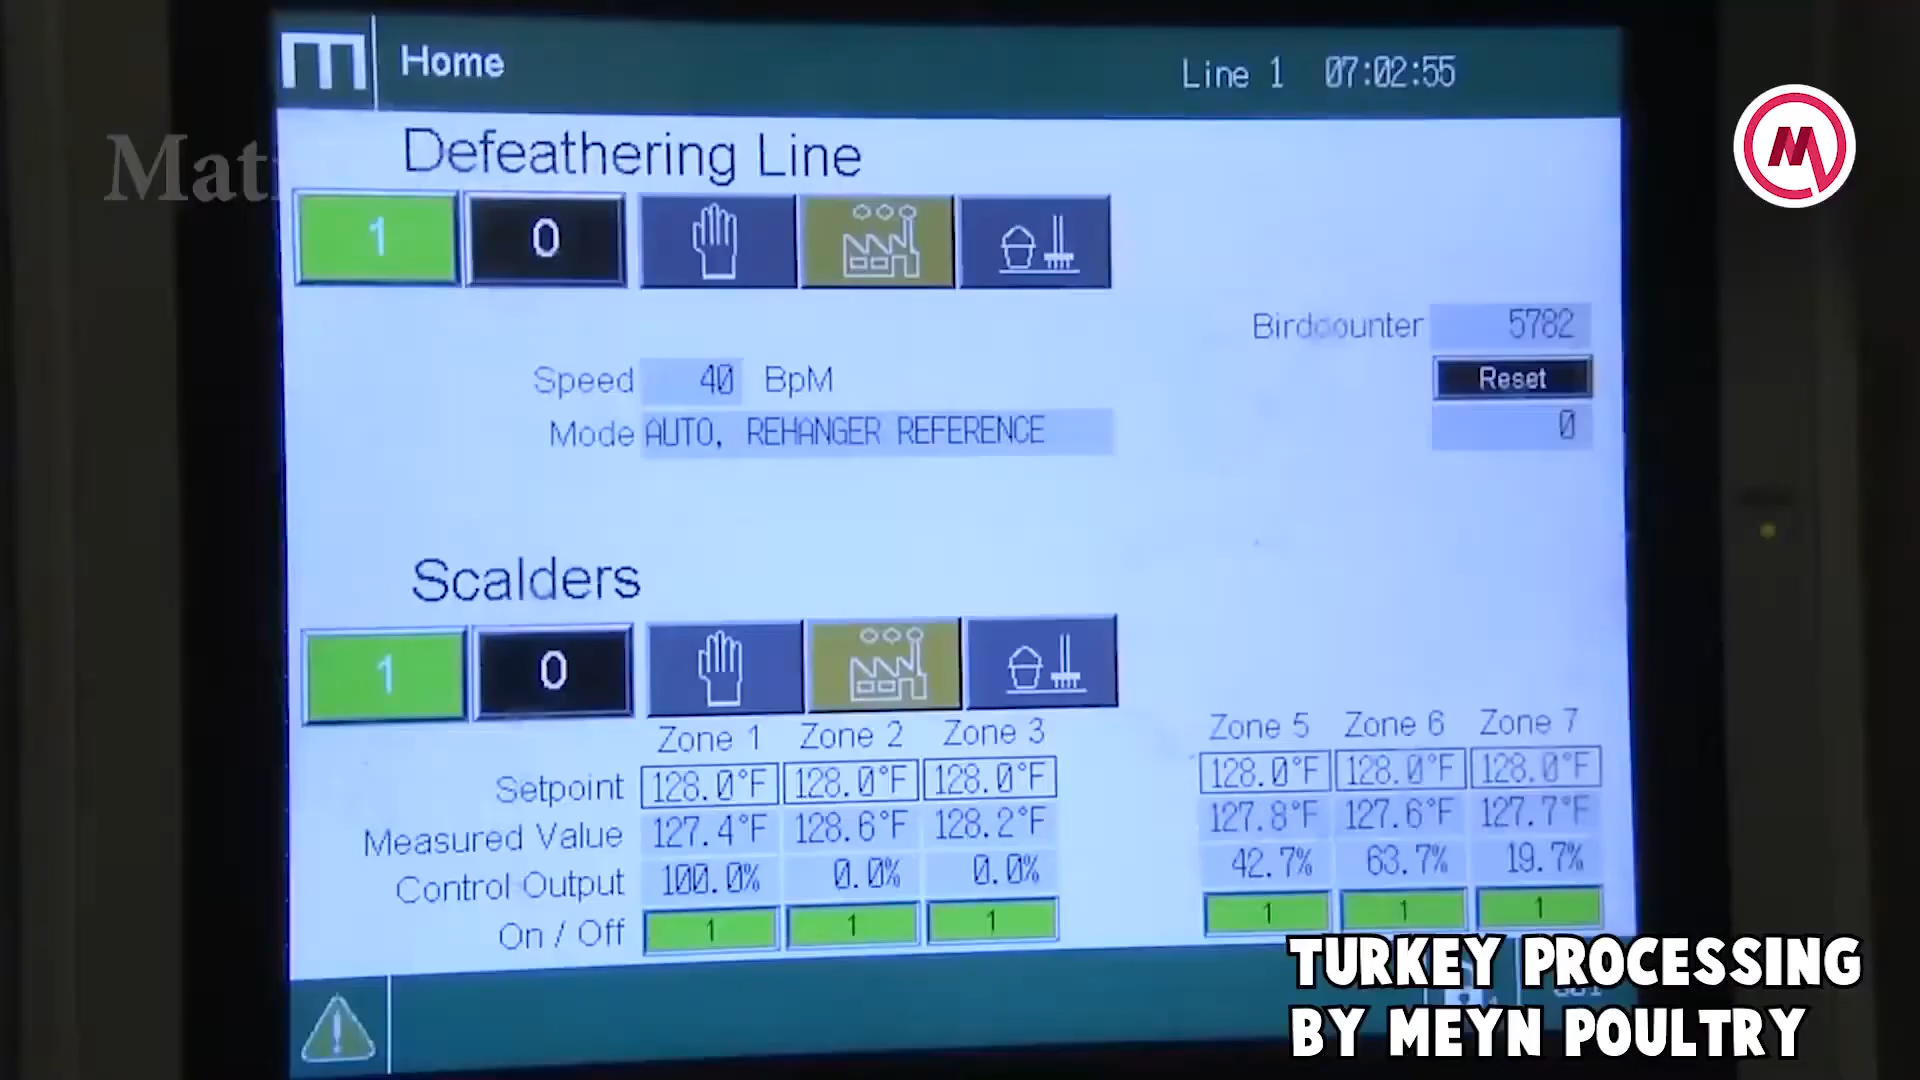 Home
Line 1 07:02:55
Defeathering Line
1 0
Birdcounter 5782
Speed 40 BpM
Reset
Mode AUTO, REHANGER REFERENCE
0
Scalders
1 0
Zone 1 Zone 2 Zone 3 Zone 5 Zone 6 Zone 7
Setpoint 128.0°F 128.0°F 128.0°F 128.0°F 128.0°F 128.0°F
Measured Value 127.4°F 128.6°F 128.2°F 127.8°F 127.6°F 127.7°F
Control Output 100.0% 0.0% 0.0% 42.7% 63.7% 19.7%
On / Off 1 1 1 1 1 1
TURKEY PROCESSING
BY MEYN POULTRY